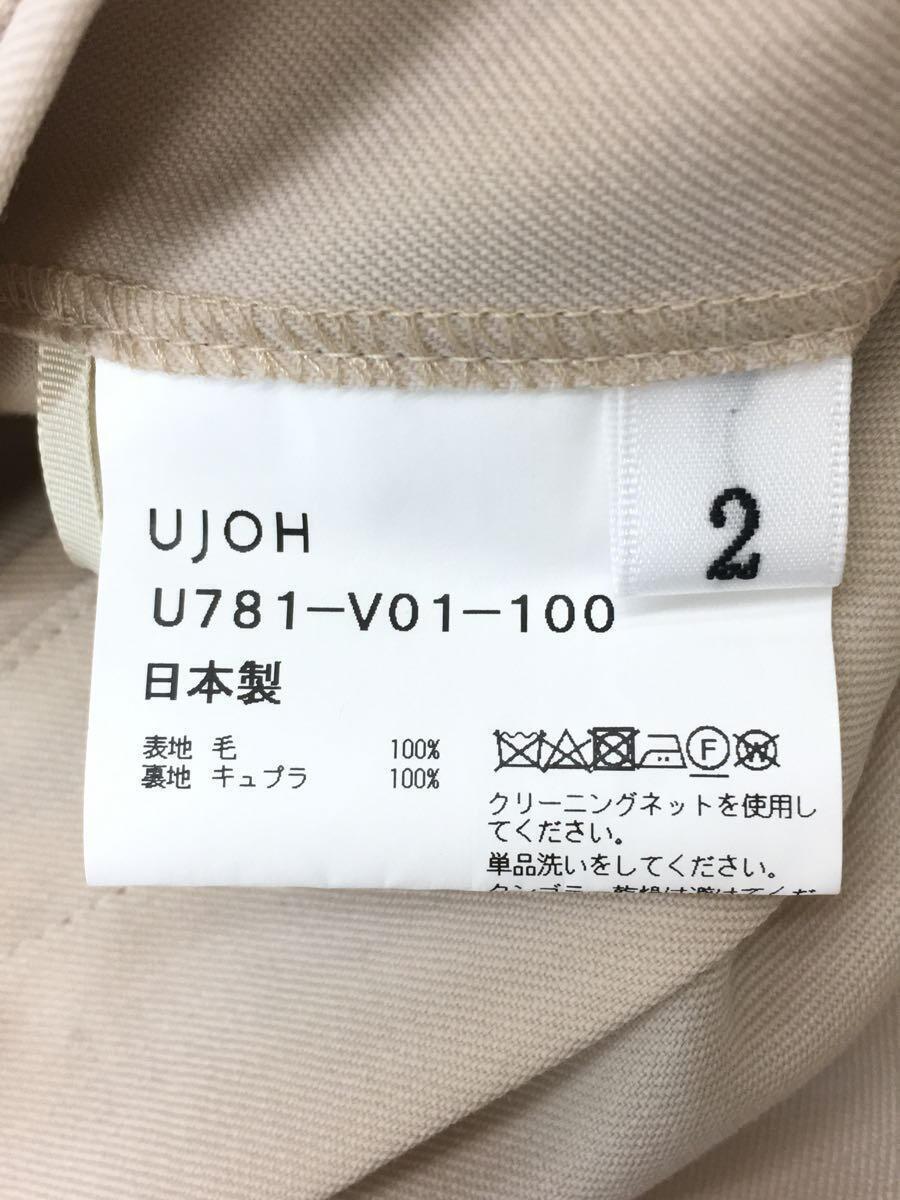 UJOH
2
U781-V01-100
日本製
表地 毛 100%
裏地 キュプラ 100%
F W
クリーニングネットを使用し
てください。
単品洗いをしてください。